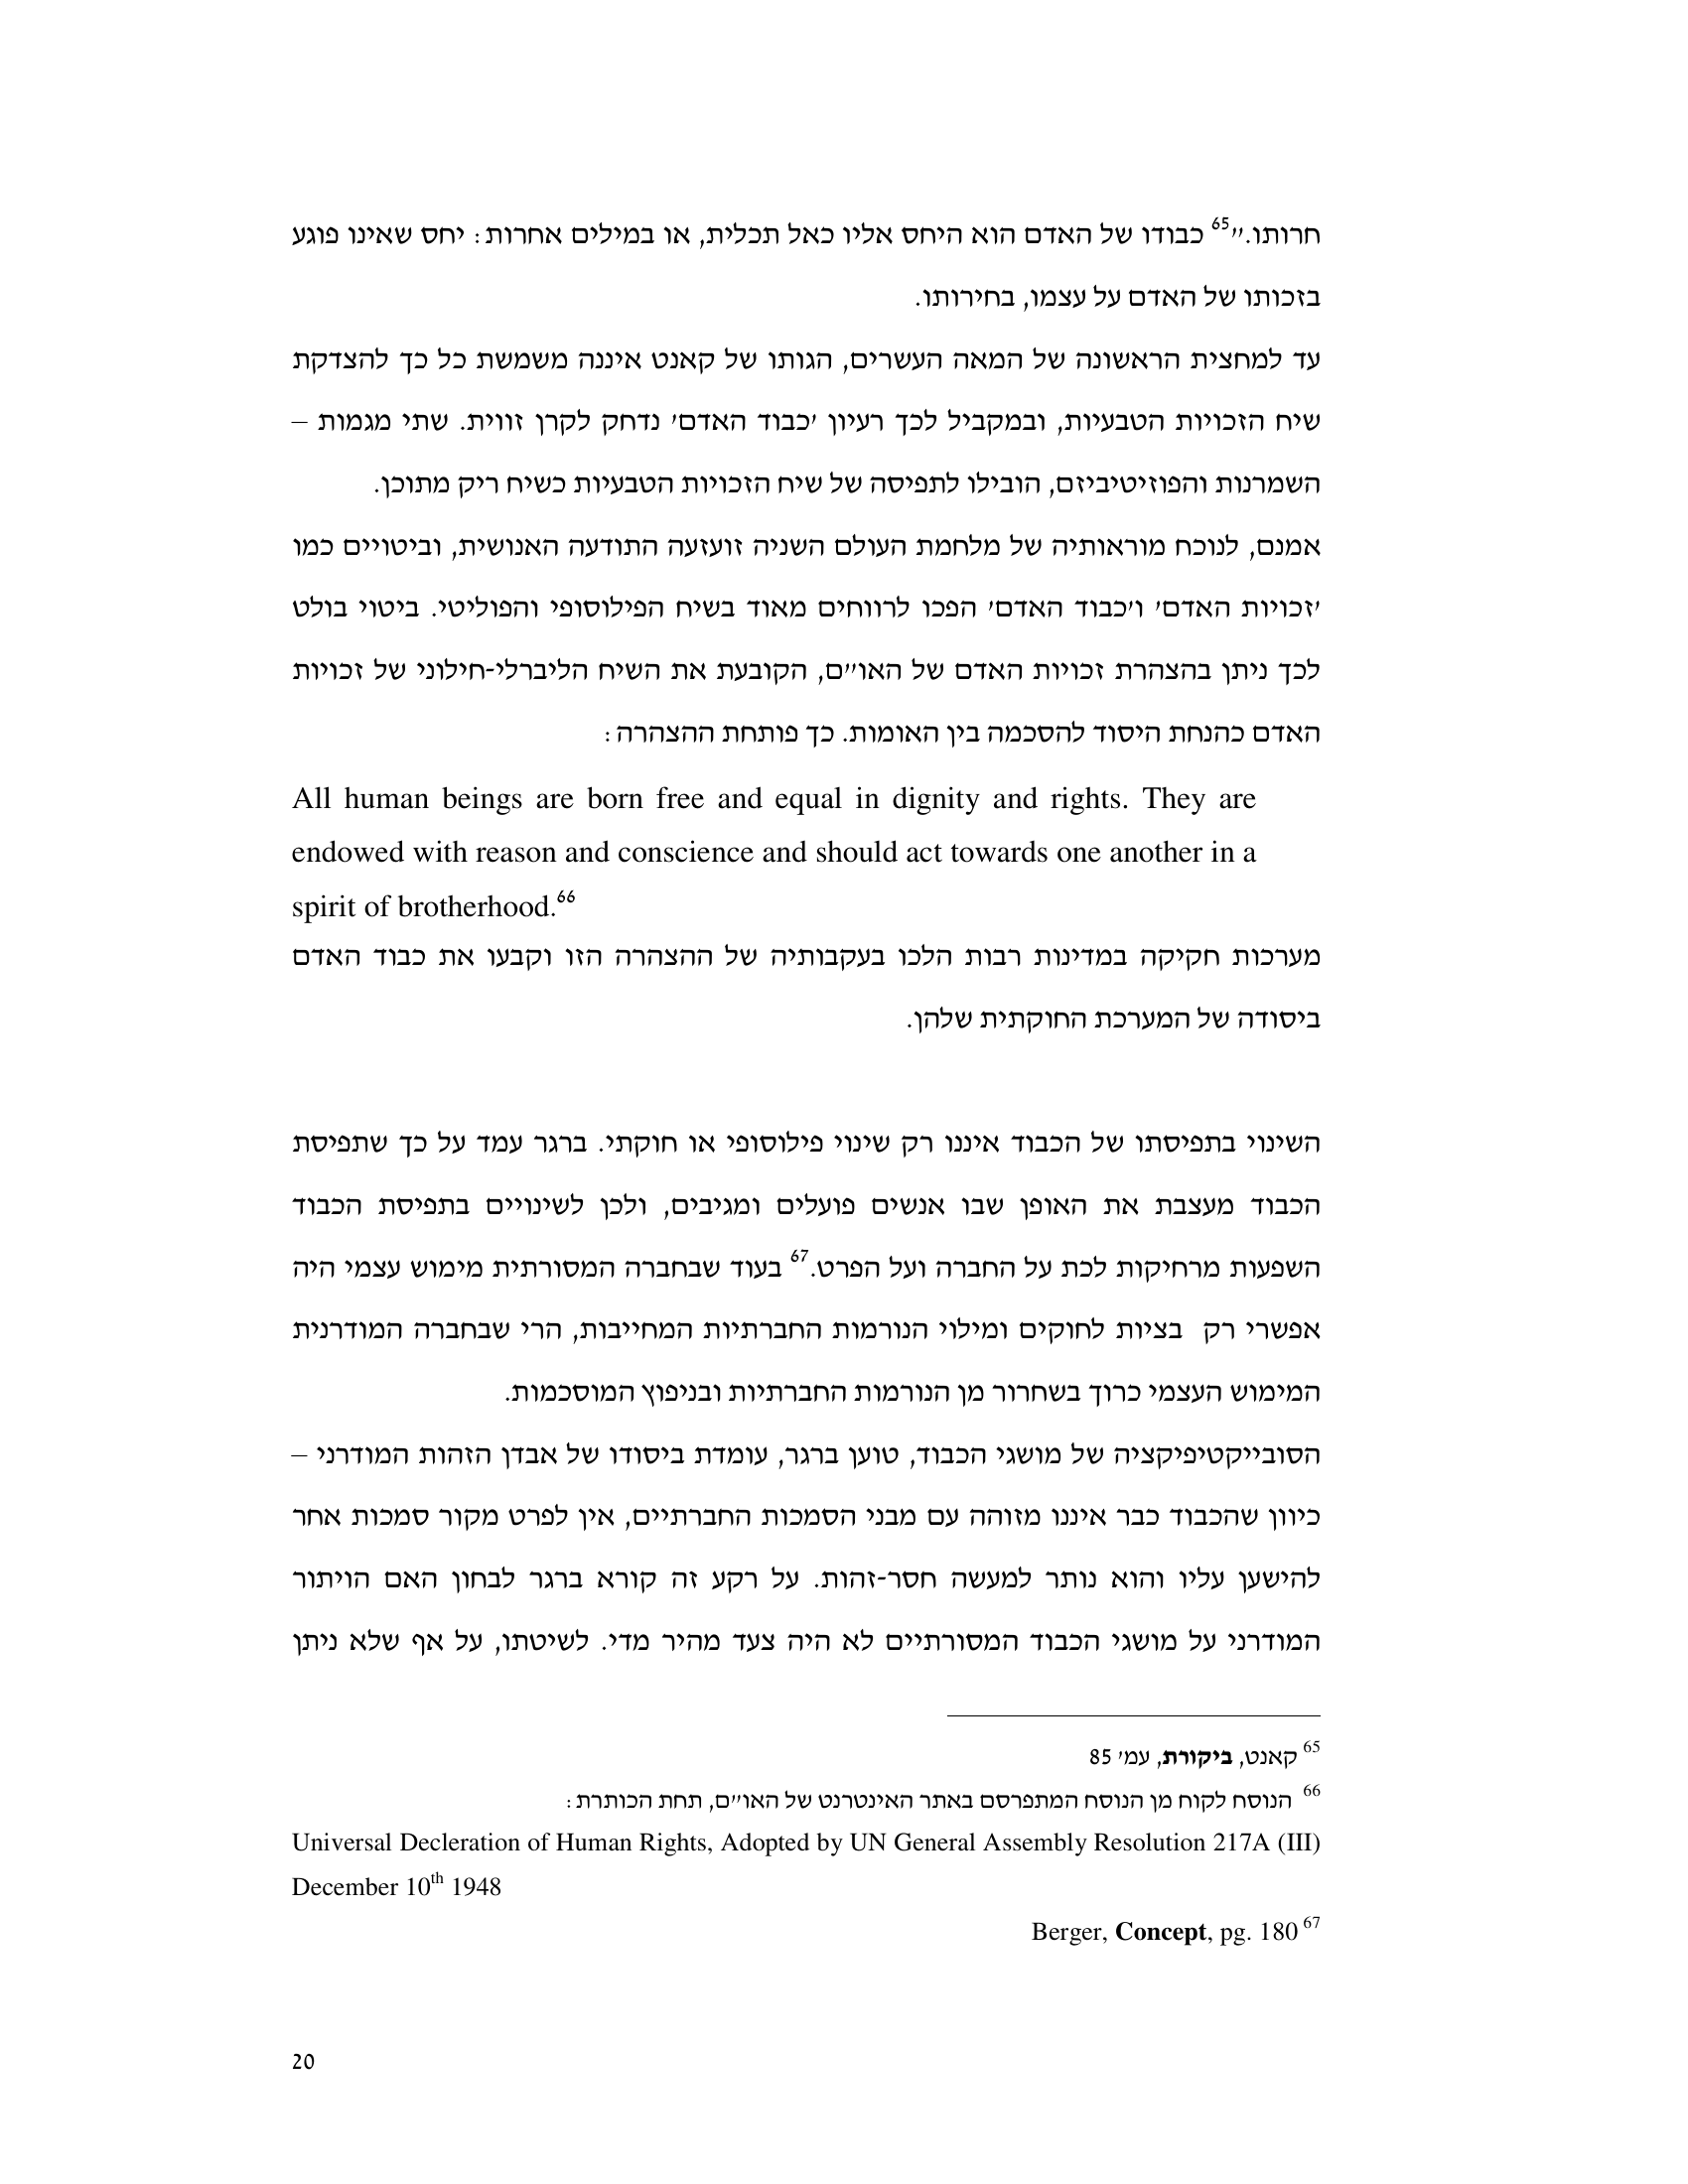 חרותו."65 כבודו של האדם הוא היחס אליו כאל תכלית, או במילים אחרות: יחס שאינו פוגע
בזכותו של האדם על עצמו, בחירותו.
עד למחצית הראשונה של המאה העשרים, הגותו של קאנט איננה משמשת כל כך להצדקת
שיח הזכויות הטבעיות, ובמקביל לכך רעיון 'כבוד האדם' נדחק לקרן זווית. שתי מגמות –
השמרנות והפוזיטיביזם, הובילו לתפיסה של שיח הזכויות הטבעיות כשיח ריק מתוכן.
אמנם, לנוכח מוראותיה של מלחמת העולם השניה זועזעה התודעה האנושית, וביטויים כמו
'זכויות האדם' ו'כבוד האדם' הפכו לרווחים מאוד בשיח הפילוסופי והפוליטי. ביטוי בולט
לכך ניתן בהצהרת זכויות האדם של האו"ם, הקובעת את השיח הליברלי-חילוני של זכויות
האדם כהנחת היסוד להסכמה בין האומות. כך פותחת ההצהרה:
All human beings are born free and equal in dignity and rights. They are
endowed with reason and conscience and should act towards one another in a
spirit of brotherhood.66
מערכות חקיקה במדינות רבות הלכו בעקבותיה של ההצהרה הזו וקבעו את כבוד האדם
ביסודה של המערכת החוקתית שלהן.
השינוי בתפיסתו של הכבוד איננו רק שינוי פילוסופי או חוקתי. ברגר עמד על כך שתפיסת
הכבוד מעצבת את האופן שבו אנשים פועלים ומגיבים, ולכן לשינויים בתפיסת הכבוד
השפעות מרחיקות לכת על החברה ועל הפרט.67 בעוד שבחברה המסורתית מימוש עצמי היה
אפשרי רק בציות לחוקים ומילוי הנורמות החברתיות המחייבות, הרי שבחברה המודרנית
המימוש העצמי כרוך בשחרור מן הנורמות החברתיות ובניפוץ המוסכמות.
הסובייקטיפיקציה של מושגי הכבוד, טוען ברגר, עומדת ביסודו של אבדן הזהות המודרני –
כיוון שהכבוד כבר איננו מזוהה עם מבני הסמכות החברתיים, אין לפרט מקור סמכות אחר
להישען עליו והוא נותר למעשה חסר-זהות. על רקע זה קורא ברגר לבחון האם הויתור
המודרני על מושגי הכבוד המסורתיים לא היה צעד מהיר מדי. לשיטתו, על אף שלא ניתן
65 קאנט, ביקורת, עמ' 85
66 הנוסח לקוח מן הנוסח המתפרסם באתר האינטרנט של האו"ם, תחת הכותרת:
Universal Decleration of Human Rights, Adopted by UN General Assembly Resolution 217A (III)
December 10th 1948
Berger, Concept, pg. 180 67
20